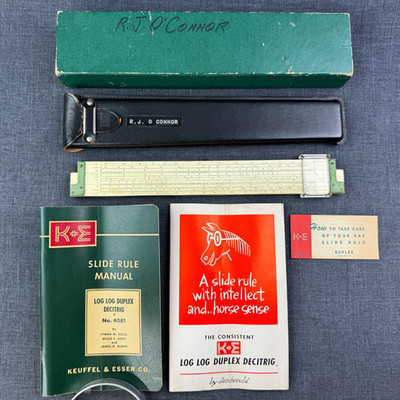 R.J. O'CONNOR
R. J. O CONNOR
K+E
SLIDE RULE
MANUAL
LOG LOG DUPLEX
DECITRIG
No. 4081
by
KEUFFEL & ESSER CO.
A slide rule
with intellect
and.. horse sense
THE CONSISTENT
K+E
LOG LOG DUPLEX DECITRIG
K+E
HOW TO TAKE CARE
OF YOUR K&E
SLIDE RULE
DUPLEX